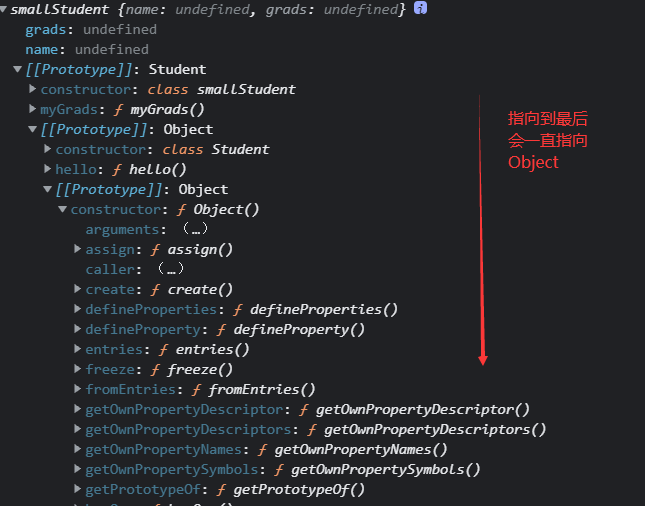 smallStudent {name: undefined, grads: undefined} i
grads: undefined
name: undefined
[[Prototype]]: Student
constructor: class smallStudent
myGrads: ƒ myGrads()
[[Prototype]]: Object
constructor: class Student
hello: ƒ hello()
[[Prototype]]: Object
constructor: ƒ Object()
arguments: （…）
assign: ƒ assign()
caller: （…）
create: ƒ create()
defineProperties: ƒ defineProperties()
defineProperty: ƒ defineProperty()
entries: ƒ entries()
freeze: ƒ freeze()
fromEntries: ƒ fromEntries()
getOwnPropertyDescriptor: ƒ getOwnPropertyDescriptor()
getOwnPropertyDescriptors: ƒ getOwnPropertyDescriptors()
getOwnPropertyNames: ƒ getOwnPropertyNames()
getOwnPropertySymbols: ƒ getOwnPropertySymbols()
getPrototypeOf: ƒ getPrototypeOf()
指向到最后
会一直指向
Object